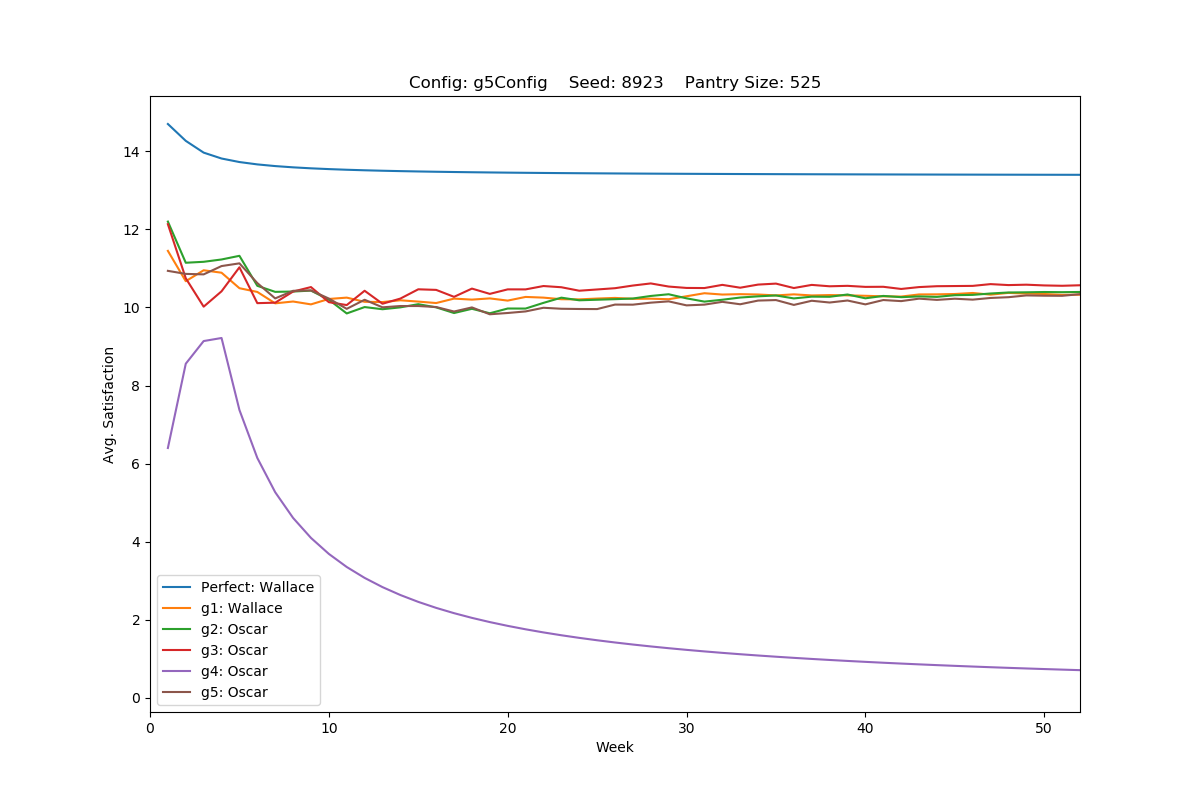 Config: g5Config    Seed: 8923    Pantry Size: 525
14
12
10
8
6
4
2
0
Avg. Satisfaction
Perfect: Wallace
g1: Wallace
g2: Oscar
g3: Oscar
g4: Oscar
g5: Oscar
0 10 20 30 40 50
Week